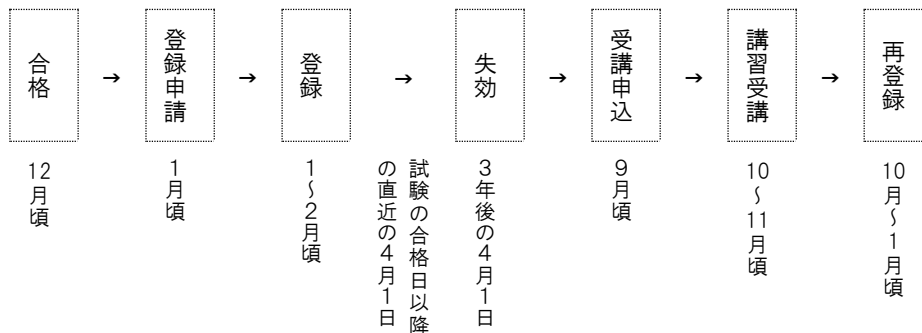 合格
→
登録申請
→
登録
→
失効
→
受講申込
→
講習受講
→
再登録
12月頃
1月頃
1～2月頃
試験の合格日以降
の直近の4月1日
3年後の4月1日
9月頃
10～11月頃
10月～1月頃